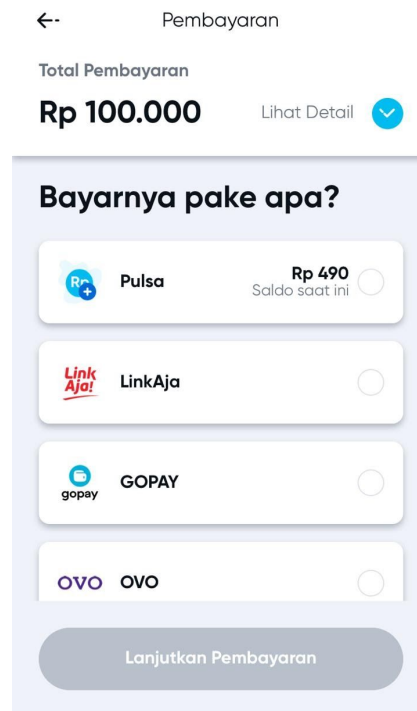 Pembayaran
Total Pembayaran
Rp 100.000 Lihat Detail
Bayarnya pake apa?
Rp Pulsa Rp 490
Saldo saat ini
Link
Aja! LinkAja
gopay GOPAY
OVO OVO
Lanjutkan Pembayaran